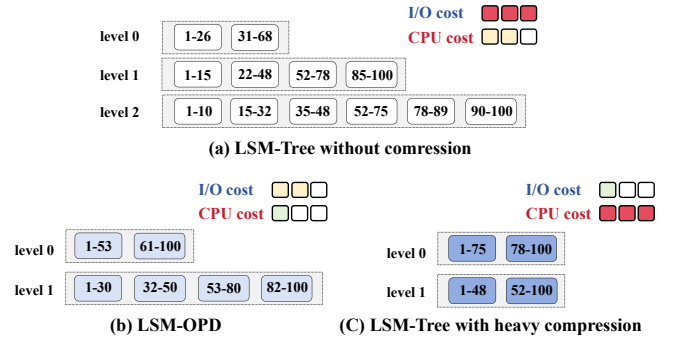 I/O cost
CPU cost
level 0 1-26 31-68
level 1 1-15 22-48 52-78 85-100
level 2 1-10 15-32 35-48 52-75 78-89 90-100
(a) LSM-Tree without comression
I/O cost
CPU cost
level 0 1-53 61-100
level 1 1-30 32-50 53-80 82-100
(b) LSM-OPD
I/O cost
CPU cost
level 0 1-75 78-100
level 1 1-48 52-100
(C) LSM-Tree with heavy compression